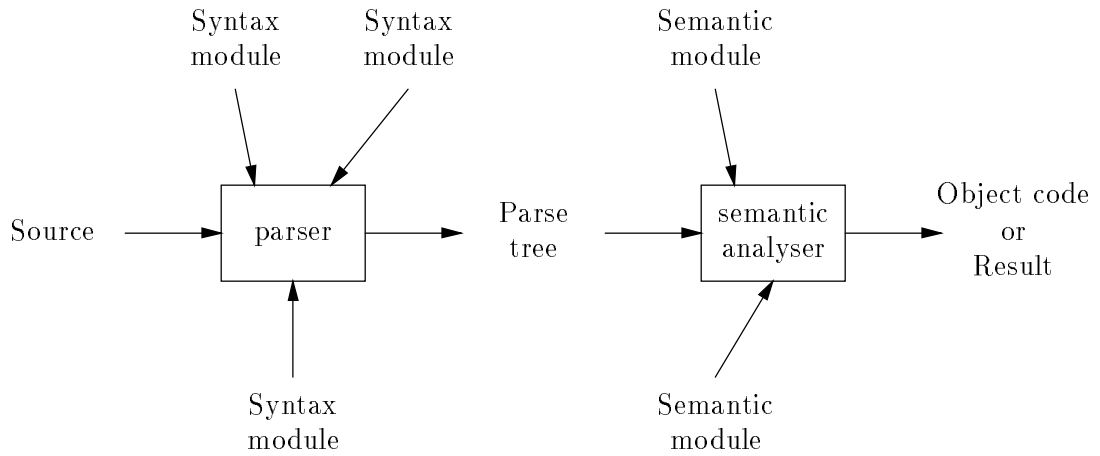 Syntax
module
Syntax
module
Semantic
module
Source
parser
Parse
tree
semantic
analyser
Object code
or
Result
Syntax
module
Semantic
module